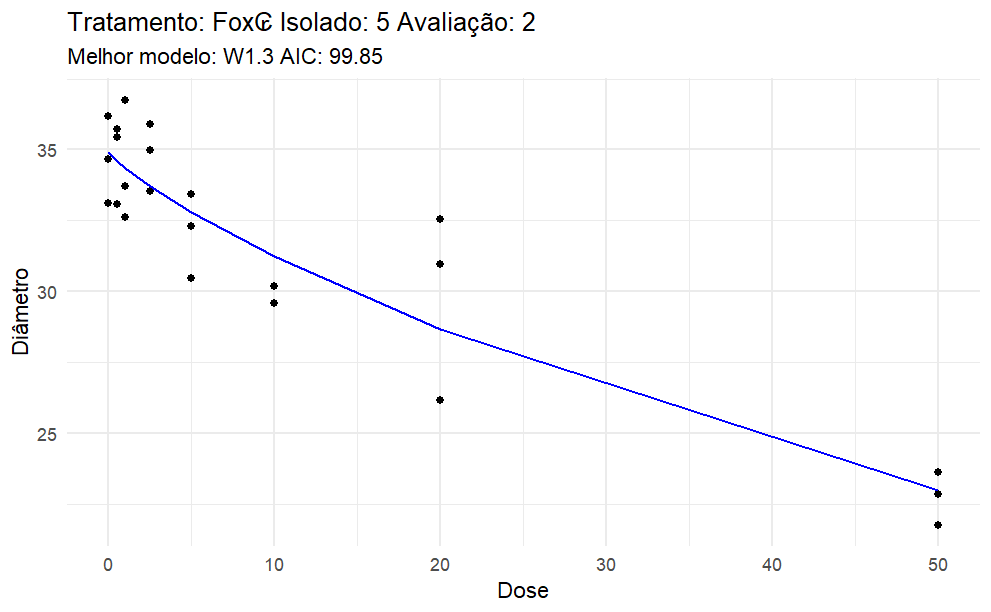 Tratamento: Fox₢ Isolado: 5 Avaliação: 2
Melhor modelo: W1.3 AIC: 99.85
Diâmetro
35
30
25
0 10 20 30 40 50
Dose